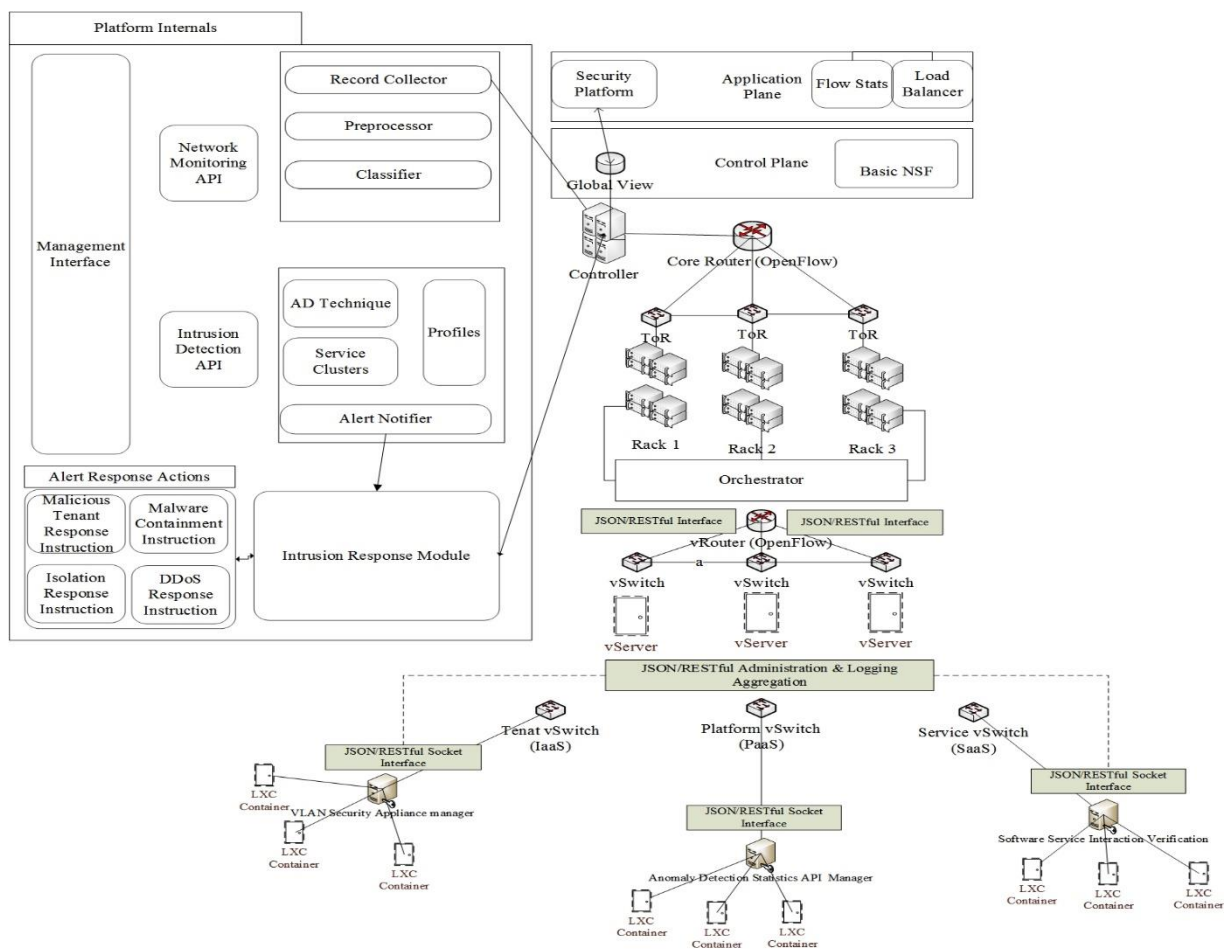 Platform Internals
Management
Interface
Network
Monitoring
API
Record Collector
Preprocessor
Classifier
Intrusion
Detection
API
AD Technique
Service
Clusters
Profiles
Alert Notifier
Alert Response Actions
Malicious
Tenant
Response
Instruction
Malware
Containment
Instruction
Isolation
Response
Instruction
DDoS
Response
Instruction
Intrusion Response Module
Security
Platform
Application
Plane
Flow Stats
Load
Balancer
Control Plane
Basic NSF
Global View
Controller
Core Router (OpenFlow)
ToR
ToR
ToR
Rack 1
Rack 2
Rack 3
Orchestrator
JSON/RESTful Interface
JSON/RESTful Interface
vRouter (OpenFlow)
a
vSwitch
vSwitch
vSwitch
vServer
vServer
vServer
JSON/RESTful Administration & Logging
Aggregation
Tenat vSwitch
(IaaS)
Platform vSwitch
(PaaS)
Service vSwitch
(SaaS)
JSON/RESTful Socket
Interface
LXC
Container
VLAN Security Appliance manager
LXC
Container
LXC
Container
JSON/RESTful Socket
Interface
Anomaly Detection Statistics API Manager
LXC
Container
LXC
Container
LXC
Container
JSON/RESTful Socket
Interface
Software Service Interaction Verification
LXC
Container
LXC
Container
LXC
Container